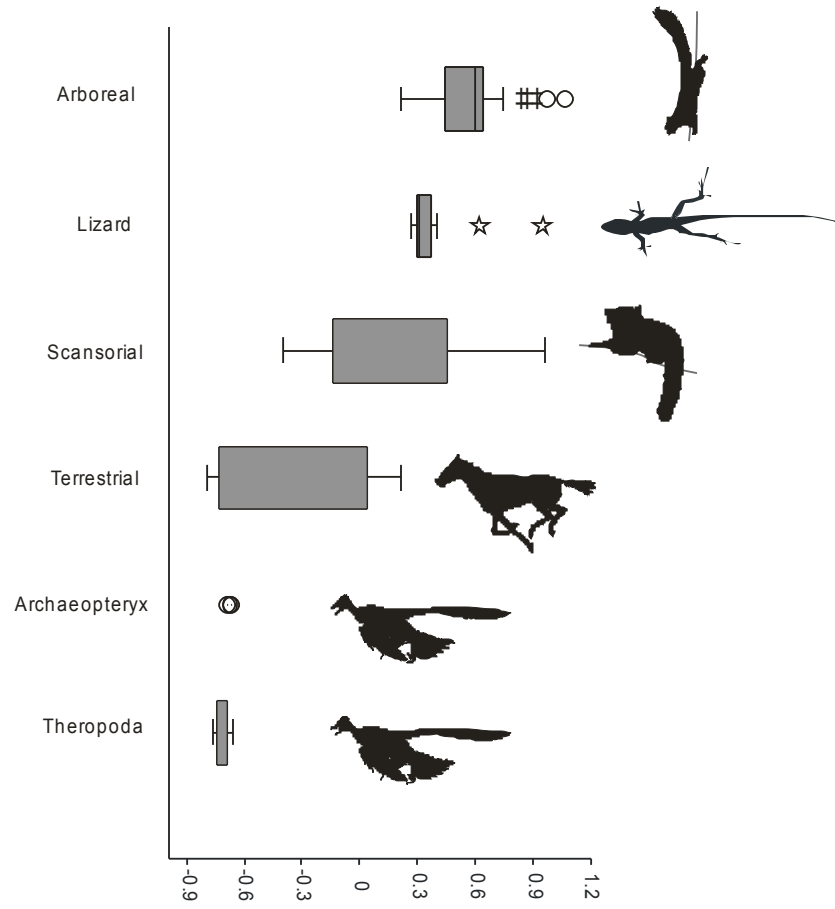 Arboreal
Lizard
Scansorial
Terrestrial
Archaeopteryx
Theropoda
-0.9 -0.6 -0.3 0 0.3 0.6 0.9 1.2